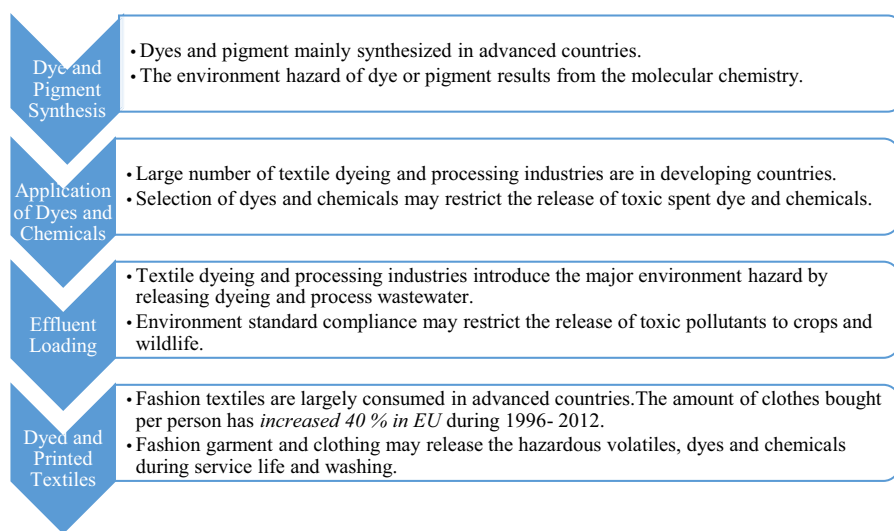 Dye and
Pigment
Synthesis
• Dyes and pigment mainly synthesized in advanced countries.
• The environment hazard of dye or pigment results from the molecular chemistry.
Application
of Dyes and
Chemicals
• Large number of textile dyeing and processing industries are in developing countries.
• Selection of dyes and chemicals may restrict the release of toxic spent dye and chemicals.
Effluent
Loading
• Textile dyeing and processing industries introduce the major environment hazard by
releasing dyeing and process wastewater.
• Environment standard compliance may restrict the release of toxic pollutants to crops and
wildlife.
Dyed and
Printed
Textiles
• Fashion textiles are largely consumed in advanced countries.The amount of clothes bought
per person has increased 40 % in EU during 1996- 2012.
• Fashion garment and clothing may release the hazardous volatiles, dyes and chemicals
during service life and washing.